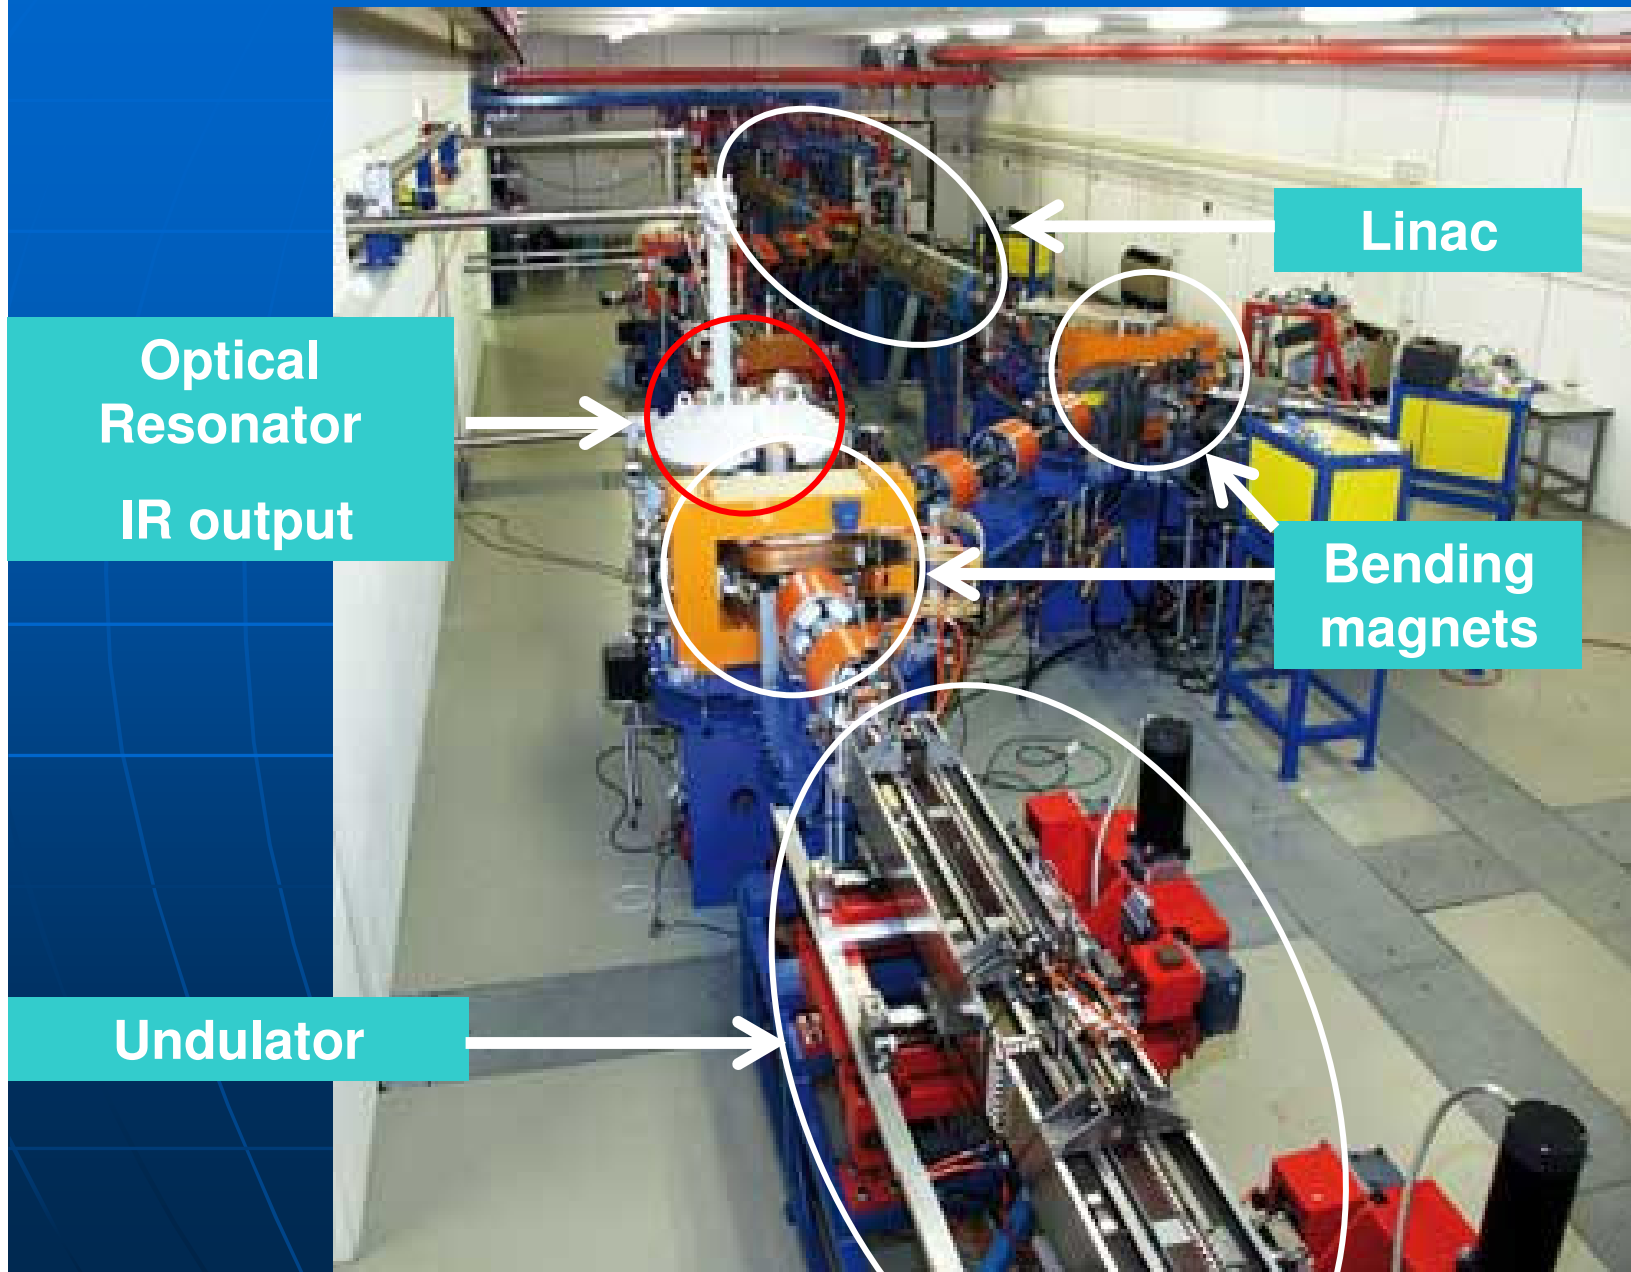 Linac
Optical
Resonator
IR output
Bending
magnets
Undulator